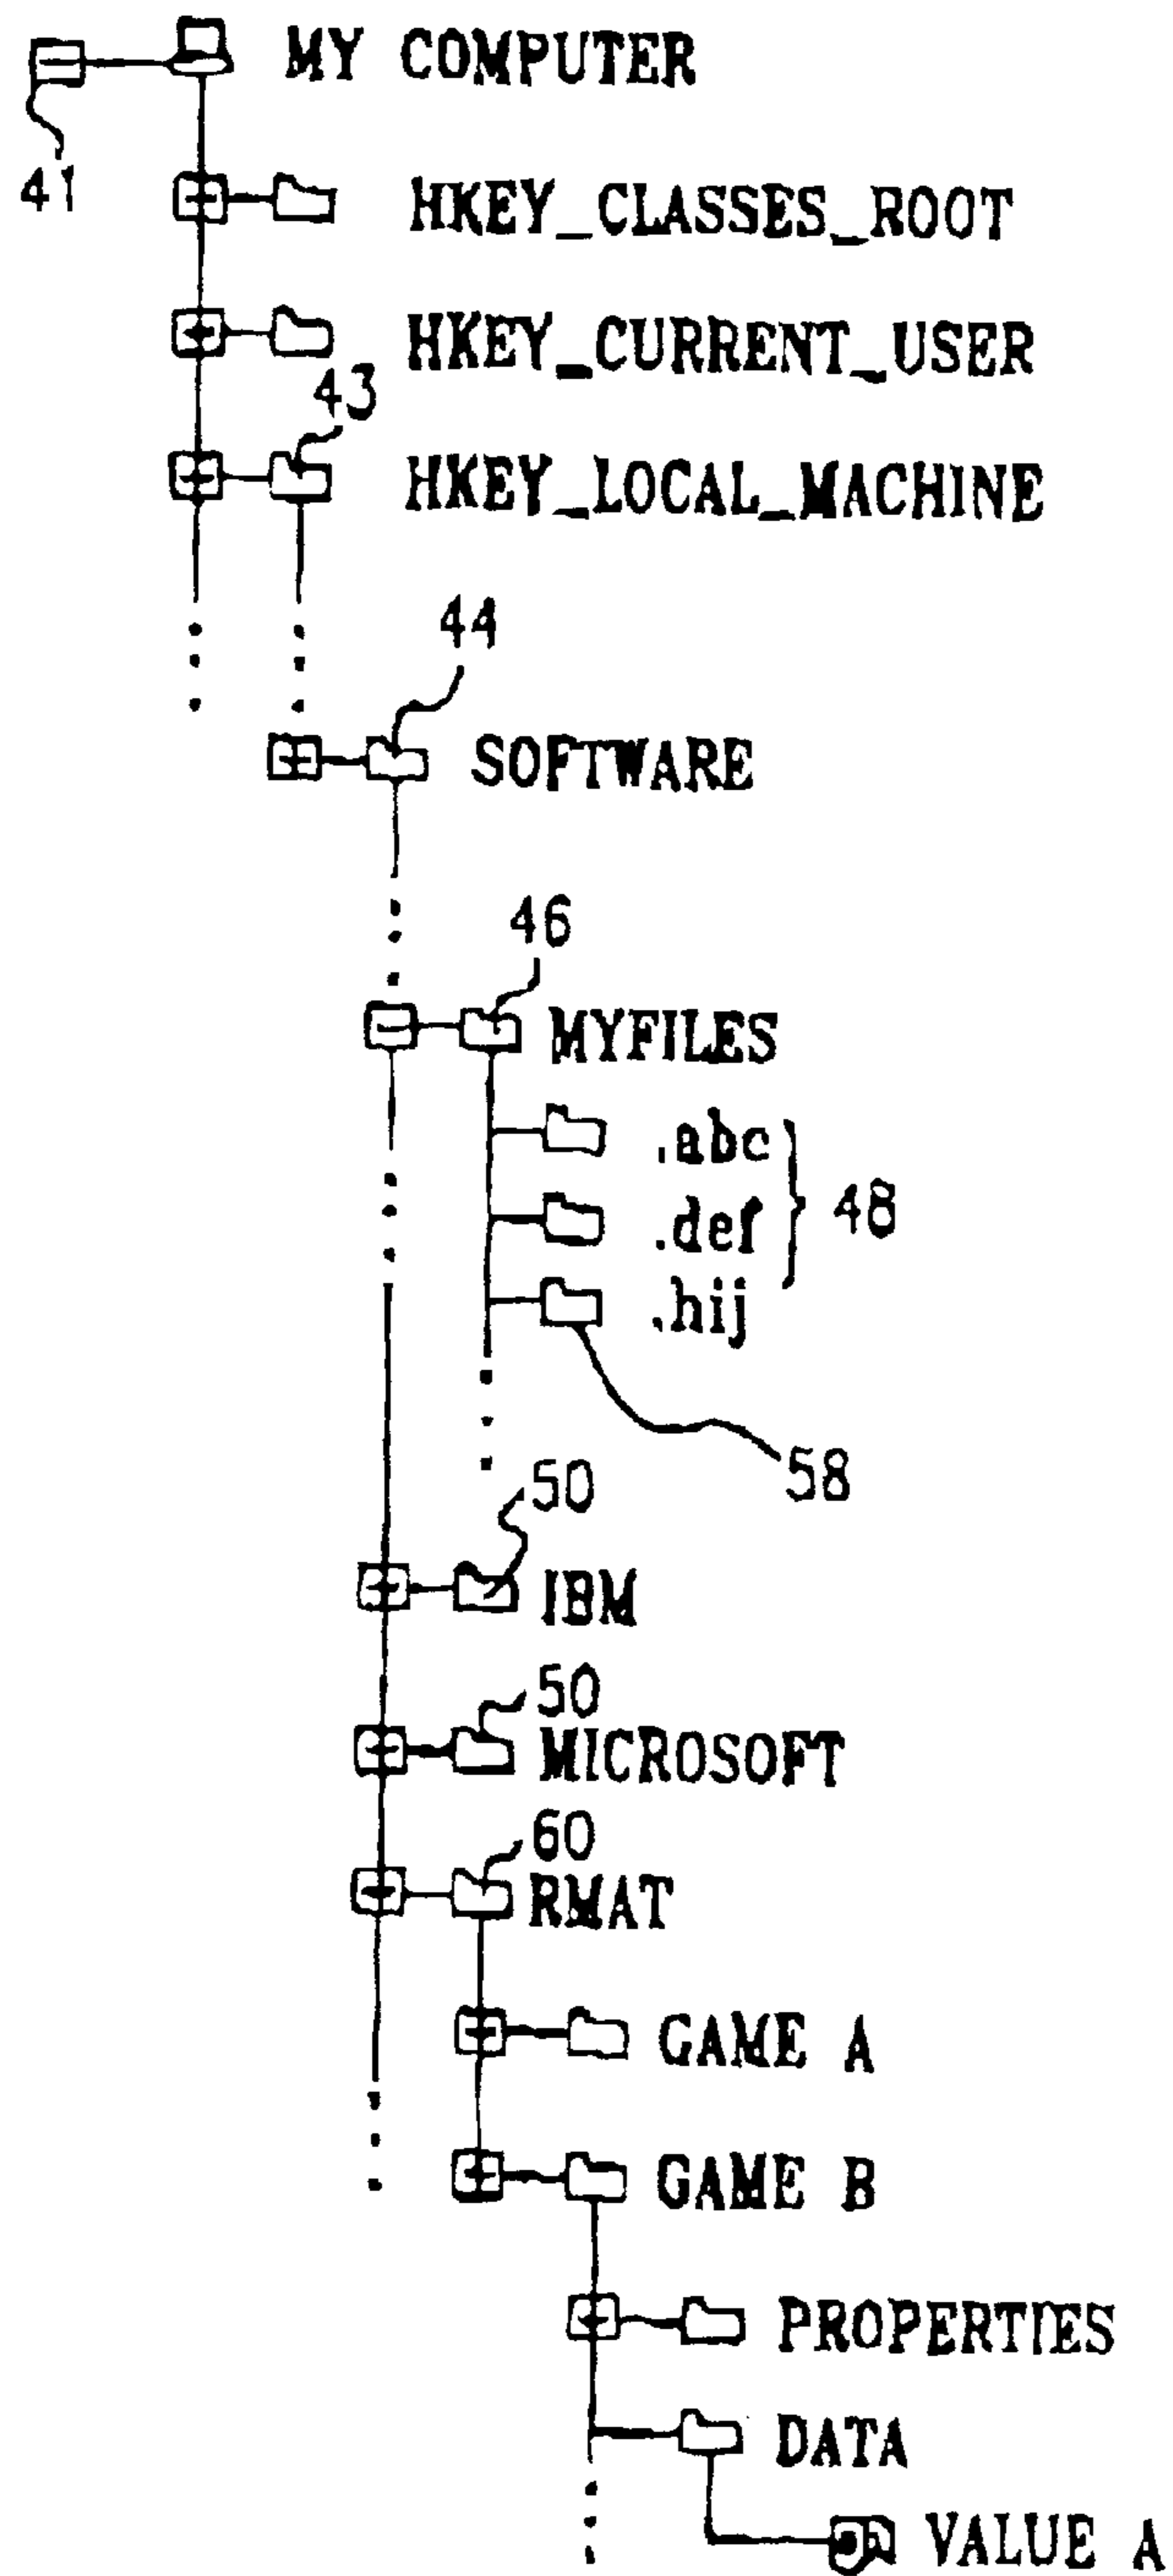 MY COMPUTER
41
HKEY_CLASSES_ROOT
HKEY_CURRENT_USER
43
HKEY_LOCAL_MACHINE
44
SOFTWARE
46
MYFILES
.abc
.def
48
.hij
58
50
IBM
50
MICROSOFT
60
RMAT
GAME A
GAME B
PROPERTIES
DATA
VALUE A